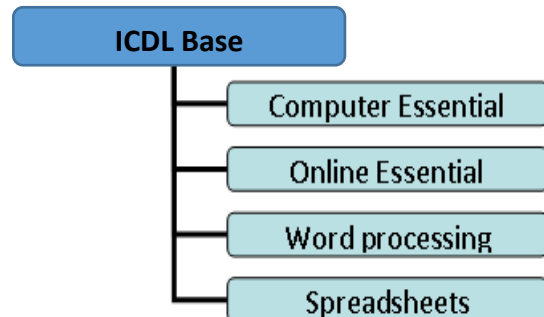 ICDL Base
Computer Essential
Online Essential
Word processing
Spreadsheets